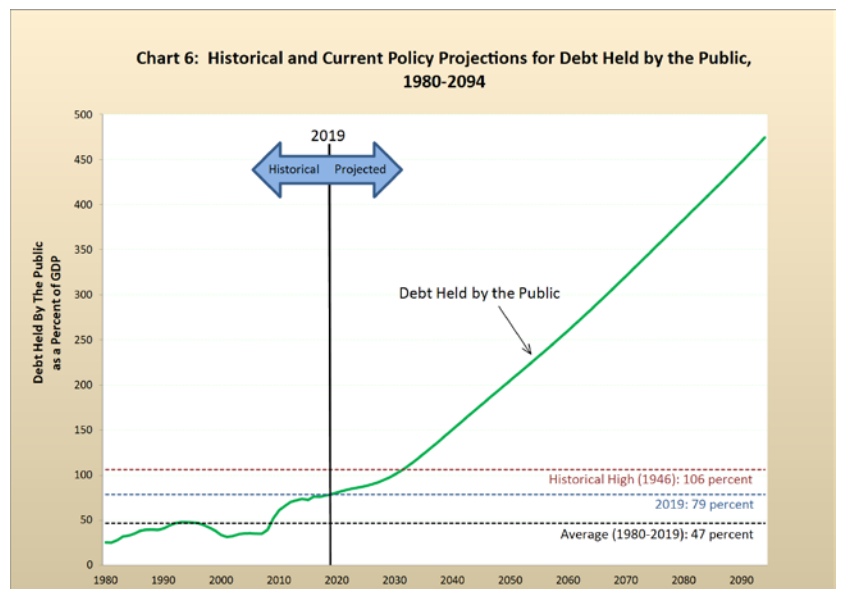 Chart 6: Historical and Current Policy Projections for Debt Held by the Public,
1980-2094
Debt Held By The Public
as a Percent of GDP
500
450
400
350
300
250
200
150
100
50
0
2019
Historical Projected
Debt Held by the Public
Historical High (1946): 106 percent
2019: 79 percent
Average (1980-2019): 47 percent
1980 1990 2000 2010 2020 2030 2040 2050 2060 2070 2080 2090